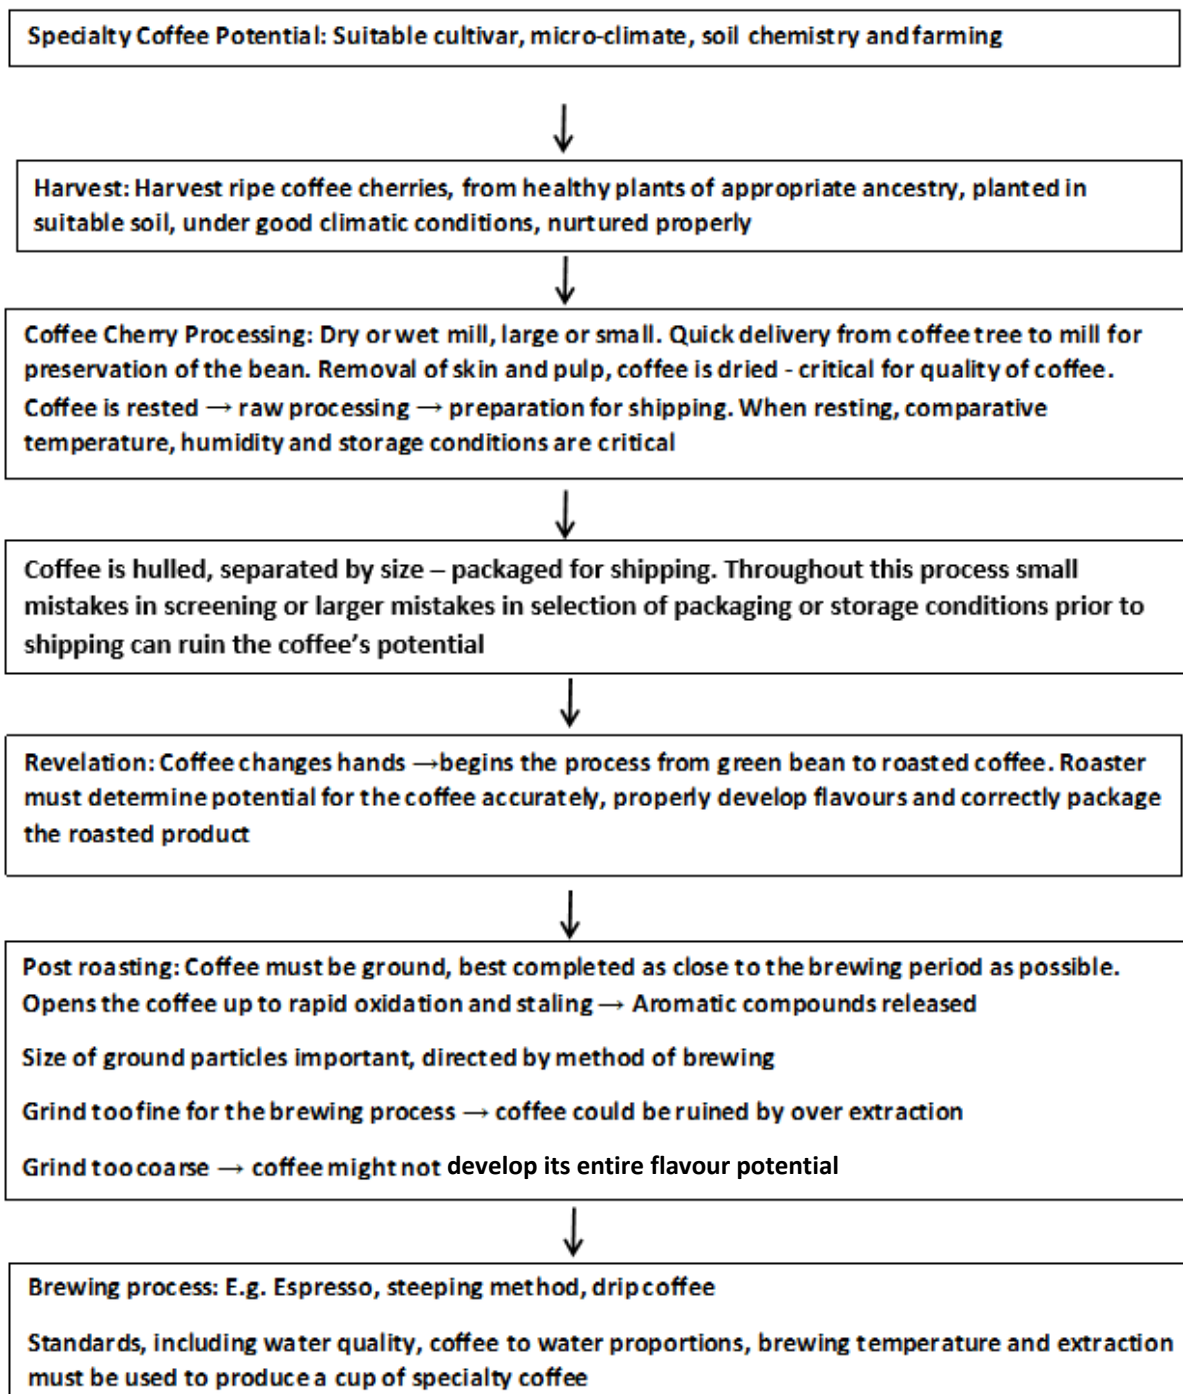 Specialty Coffee Potential: Suitable cultivar, micro-climate, soil chemistry and farming
Harvest: Harvest ripe coffee cherries, from healthy plants of appropriate ancestry, planted in
suitable soil, under good climatic conditions, nurtured properly
Coffee Cherry Processing: Dry or wet mill, large or small. Quick delivery from coffee tree to mill for
preservation of the bean. Removal of skin and pulp, coffee is dried - critical for quality of coffee.
Coffee is rested → raw processing → preparation for shipping. When resting, comparative
temperature, humidity and storage conditions are critical
Coffee is hulled, separated by size – packaged for shipping. Throughout this process small
mistakes in screening or larger mistakes in selection of packaging or storage conditions prior to
shipping can ruin the coffee’s potential
Revelation: Coffee changes hands →begins the process from green bean to roasted coffee. Roaster
must determine potential for the coffee accurately, properly develop flavours and correctly package
the roasted product
Post roasting: Coffee must be ground, best completed as close to the brewing period as possible.
Opens the coffee up to rapid oxidation and staling → Aromatic compounds released
Size of ground particles important, directed by method of brewing
Grind too fine for the brewing process → coffee could be ruined by over extraction
Grind too coarse → coffee might not develop its entire flavour potential
Brewing process: E.g. Espresso, steeping method, drip coffee
Standards, including water quality, coffee to water proportions, brewing temperature and extraction
must be used to produce a cup of specialty coffee